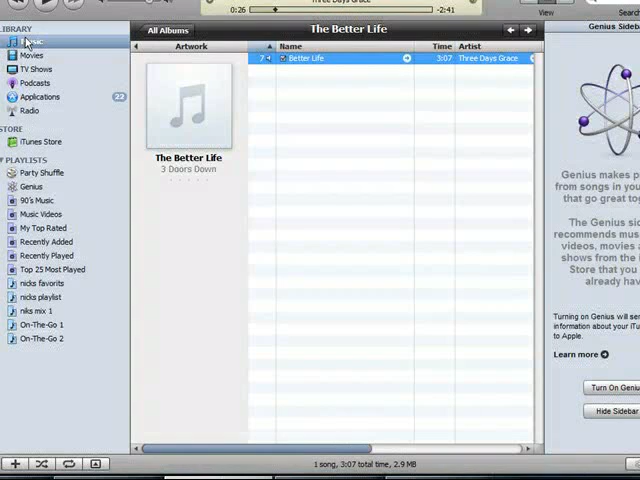 Three Days Grace
0:26
-2:41
View
Search
LIBRARY
Movies
TV Shows
Podcasts
Applications 22
Radio
STORE
iTunes Store
PLAYLISTS
Party Shuffle
Genius
90's Music
Music Videos
My Top Rated
Recently Added
Recently Played
Top 25 Most Played
nicks favorits
nicks playlist
niks mix 1
On-The-Go 1
On-The-Go 2
All Albums
The Better Life
Artwork
Name
Time
Artist
7
Better Life
3:07
Three Days Grace
The Better Life
3 Doors Down
1 song, 3:07 total time, 2.9 MB
Genius Sideb
Genius makes p
from songs in you
that go great to
The Genius sid
recommends mus
videos, movies a
shows from the i
Store that you
already hav
Turning on Genius will sen
information about your iTu
to Apple.
Learn more
Turn On Geniu
Hide Sidebar